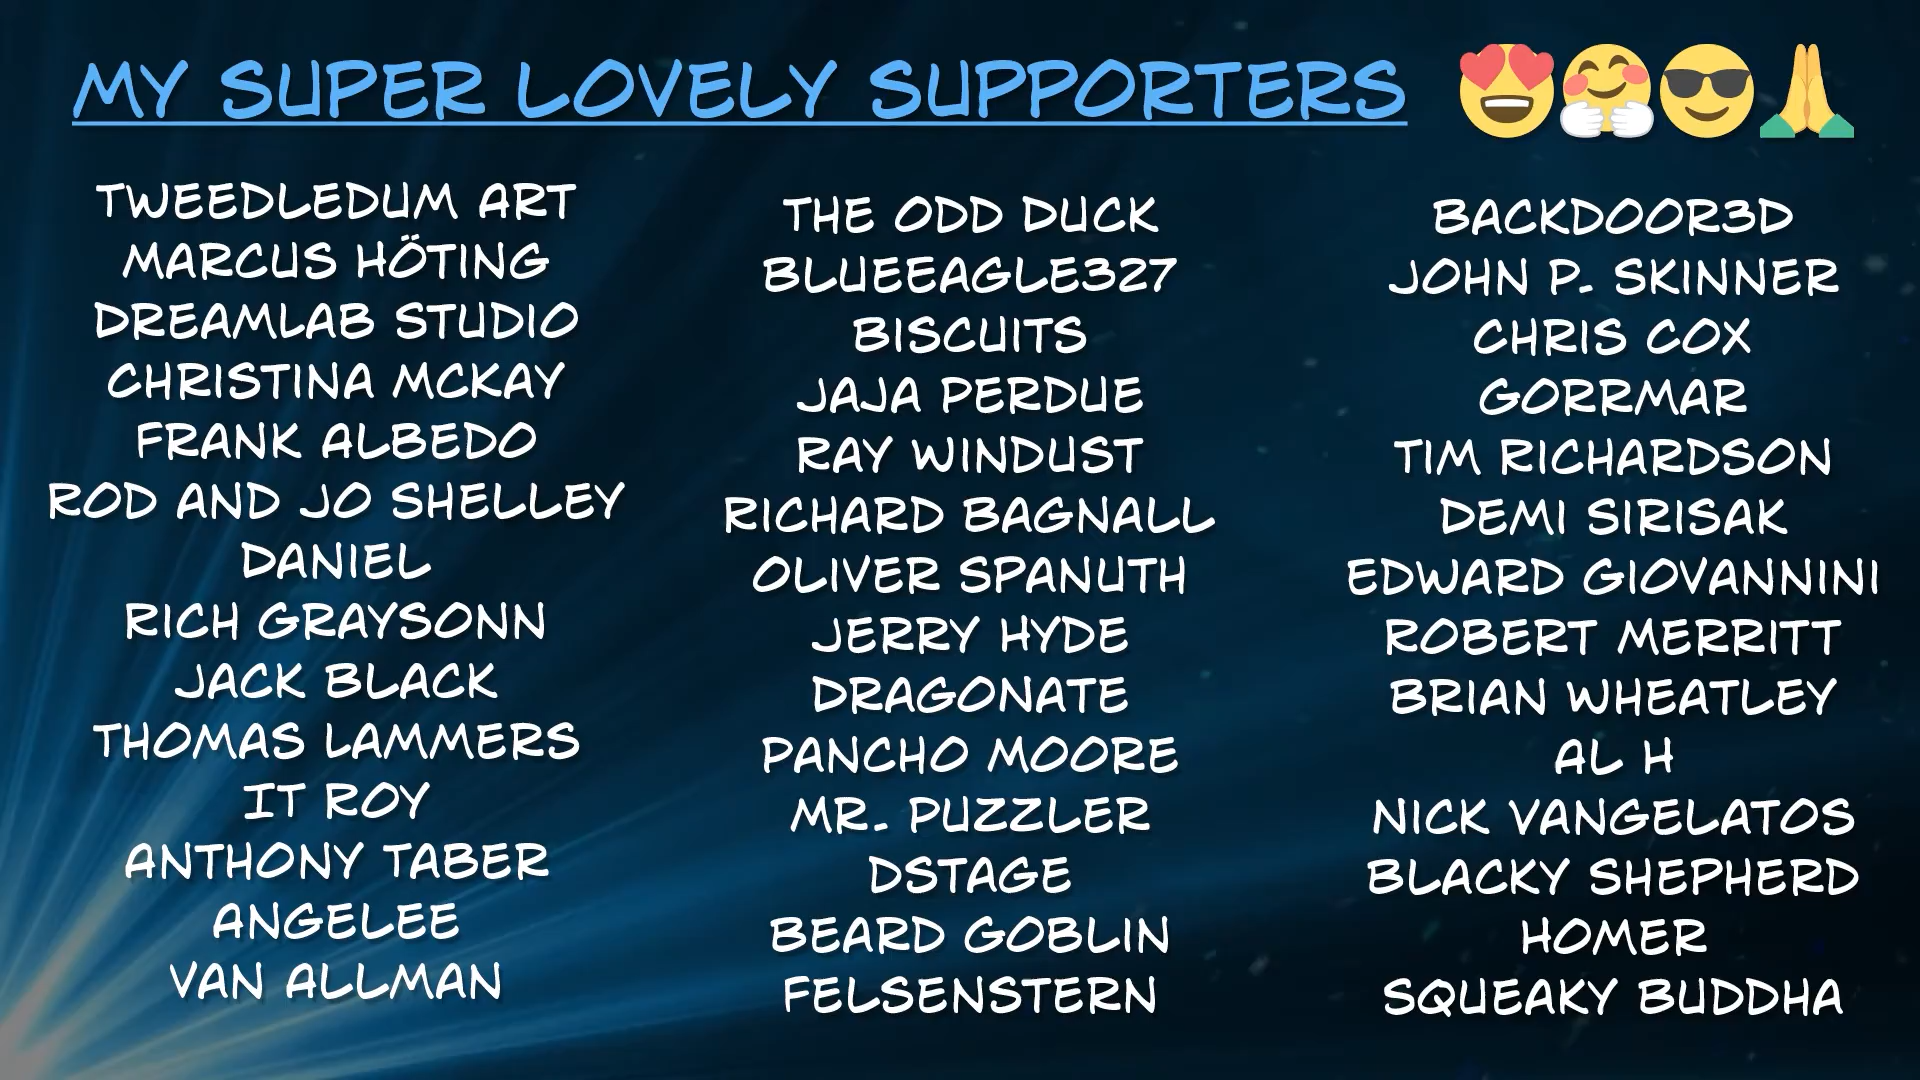 MY SUPER LOVELY SUPPORTERS 😍🤗😎🙏
TWEEDLEDUM ART
MARCUS HÖTING
DREAMLAB STUDIO
CHRISTINA MCKAY
FRANK ALBEDO
ROD AND JO SHELLEY
DANIEL
RICH GRAYSONN
JACK BLACK
THOMAS LAMMERS
IT ROY
ANTHONY TABER
ANGELEE
VAN ALLMAN
THE ODD DUCK
BLUEEAGLE327
BISCUITS
JAJA PERDUE
RAY WINDUST
RICHARD BAGNALL
OLIVER SPANUTH
JERRY HYDE
DRAGONATE
PANCHO MOORE
MR. PUZZLER
DSTAGE
BEARD GOBLIN
FELSENSTERN
BACKDOOR3D
JOHN P. SKINNER
CHRIS COX
GORRMAR
TIM RICHARDSON
DEMI SIRISAK
EDWARD GIOVANNINI
ROBERT MERRITT
BRIAN WHEATLEY
AL H
NICK VANGELATOS
BLACKY SHEPHERD
HOMER
SQUEAKY BUDDHA